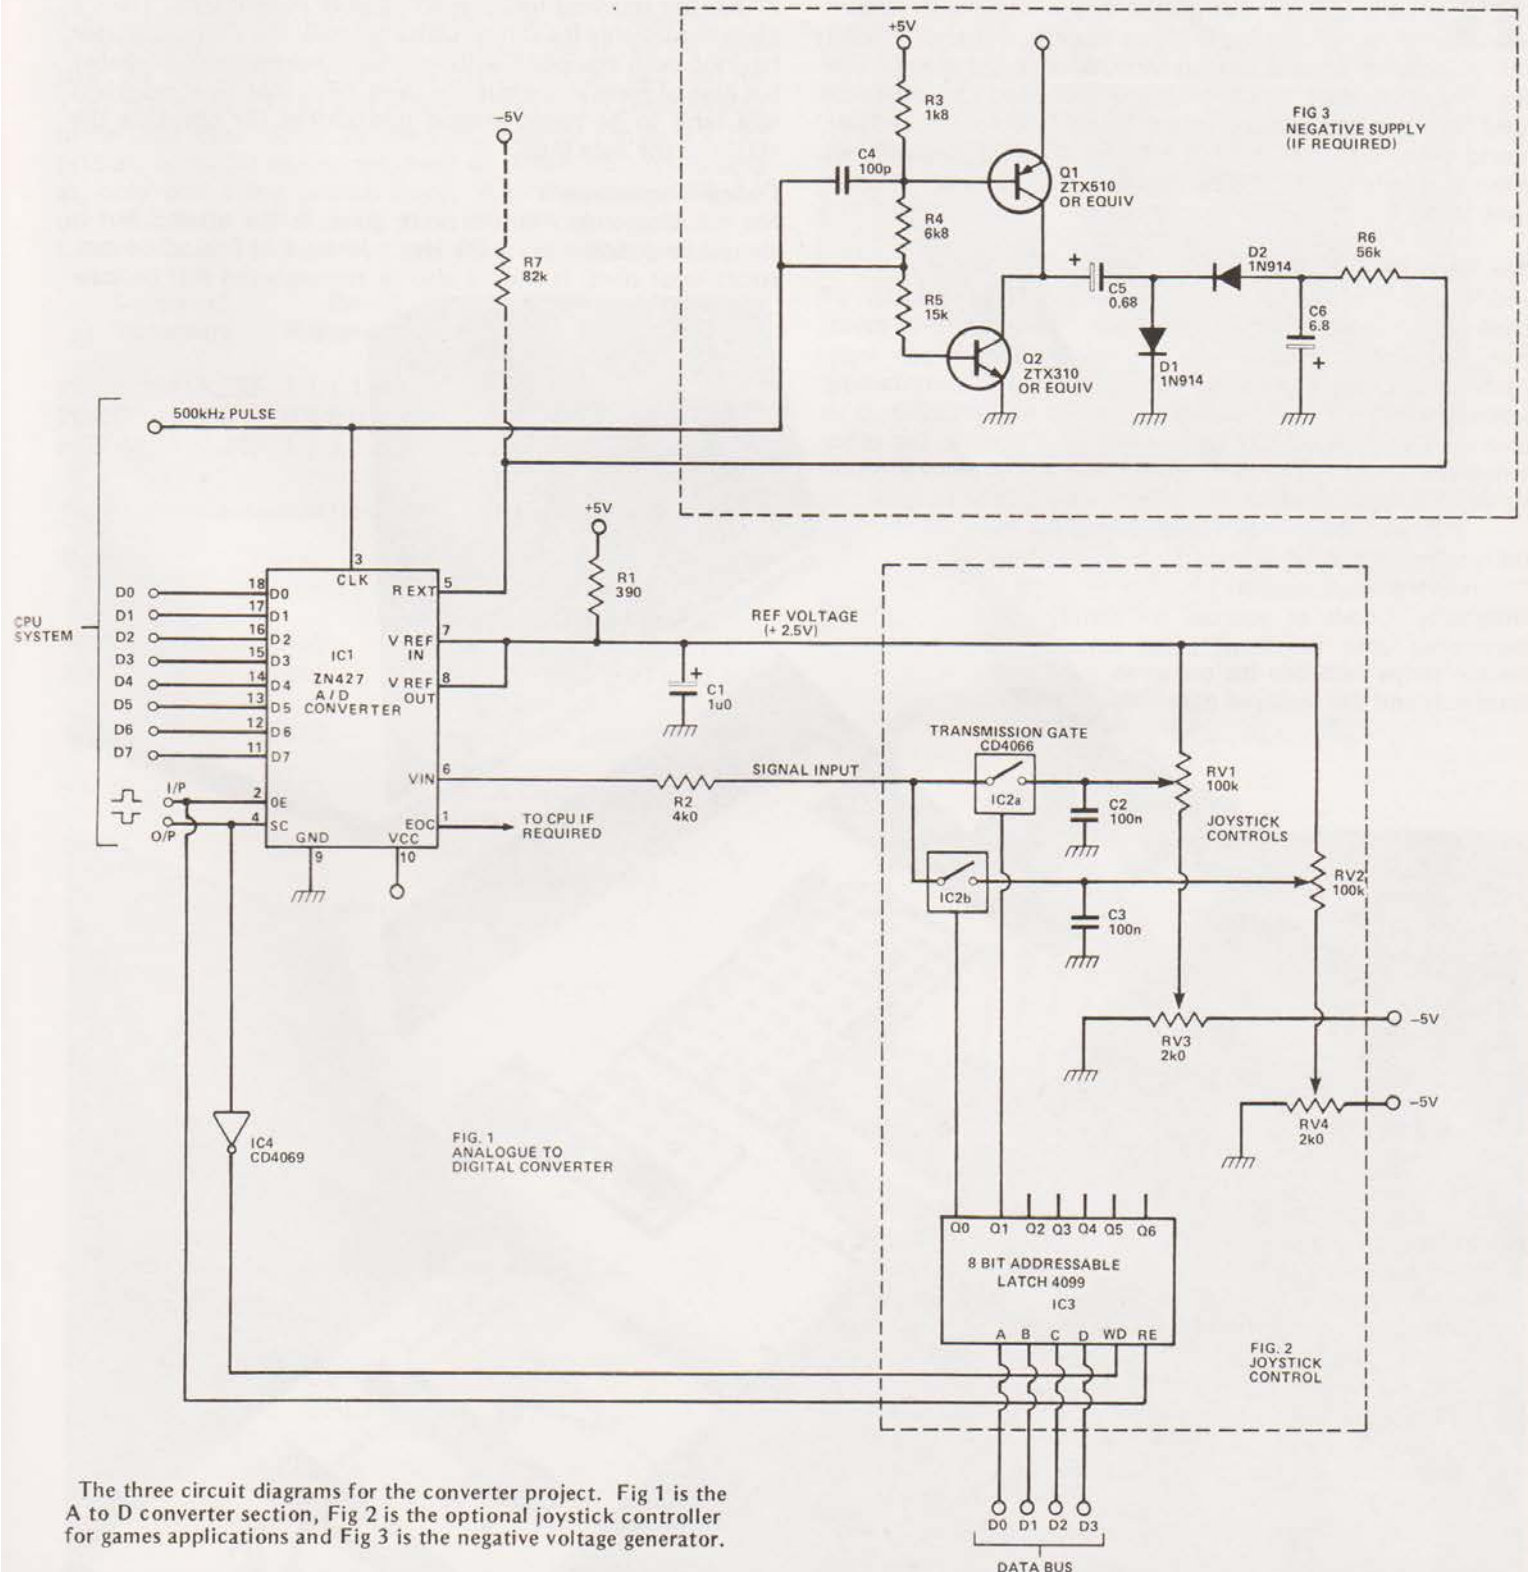 +5V
R3
1k8
FIG 3
NEGATIVE SUPPLY
(IF REQUIRED)
C4
100p
Q1
ZTX510
OR EQUIV
R4
6k8
R5
15k
+
C5
0.68
D2
1N914
R6
56k
C6
6.8
+
D1
1N914
Q2
ZTX310
OR EQUIV
–5V
R7
82k
500kHz PULSE
+5V
R1
390
REF VOLTAGE
(+ 2.5V)
+
C1
1u0
CPU
SYSTEM
D0
D1
D2
D3
D4
D5
D6
D7
I/P
O/P
18
17
16
15
14
13
12
11
2
4
3
CLK
D0
D1
D2
D3
D4
D5
D6
D7
OE
SC
IC1
ZN427
A/D
CONVERTER
R EXT
V REF
IN
V REF
OUT
VIN
EOC
GND
VCC
5
7
8
6
1
9
10
TO CPU IF
REQUIRED
R2
4k0
SIGNAL INPUT
TRANSMISSION GATE
CD4066
IC2a
IC2b
C2
100n
C3
100n
RV1
100k
JOYSTICK
CONTROLS
RV2
100k
RV3
2k0
–5V
RV4
2k0
–5V
IC4
CD4069
FIG. 1
ANALOGUE TO
DIGITAL CONVERTER
Q0 Q1 Q2 Q3 Q4 Q5 Q6
8 BIT ADDRESSABLE
LATCH 4099
IC3
A B C D WD RE
FIG. 2
JOYSTICK
CONTROL
D0 D1 D2 D3
DATA BUS
The three circuit diagrams for the converter project. Fig 1 is the
A to D converter section, Fig 2 is the optional joystick controller
for games applications and Fig 3 is the negative voltage generator.